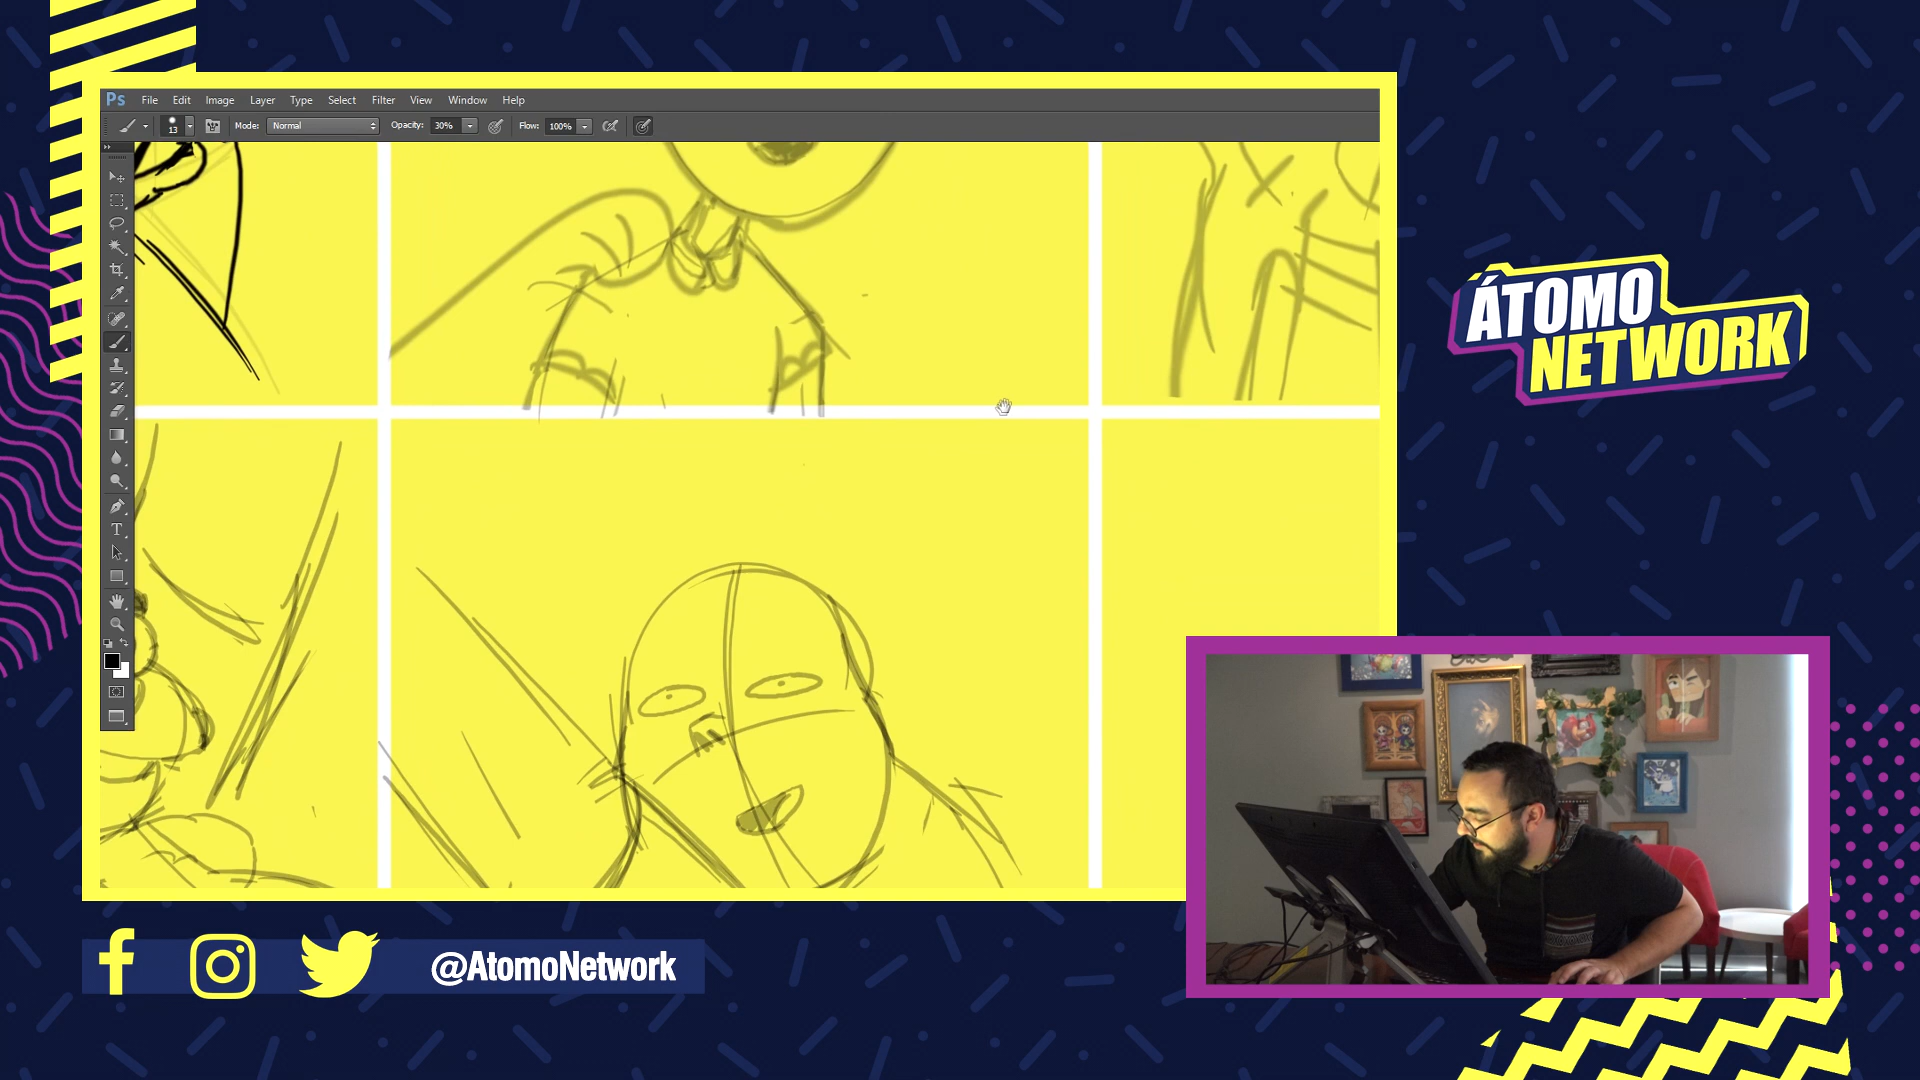 Ps File Edit Image Layer Type Select Filter View Window Help
13 Mode: Normal Opacity: 30% Flow: 100%
T
ÁTOMO
NETWORK
@AtomoNetwork